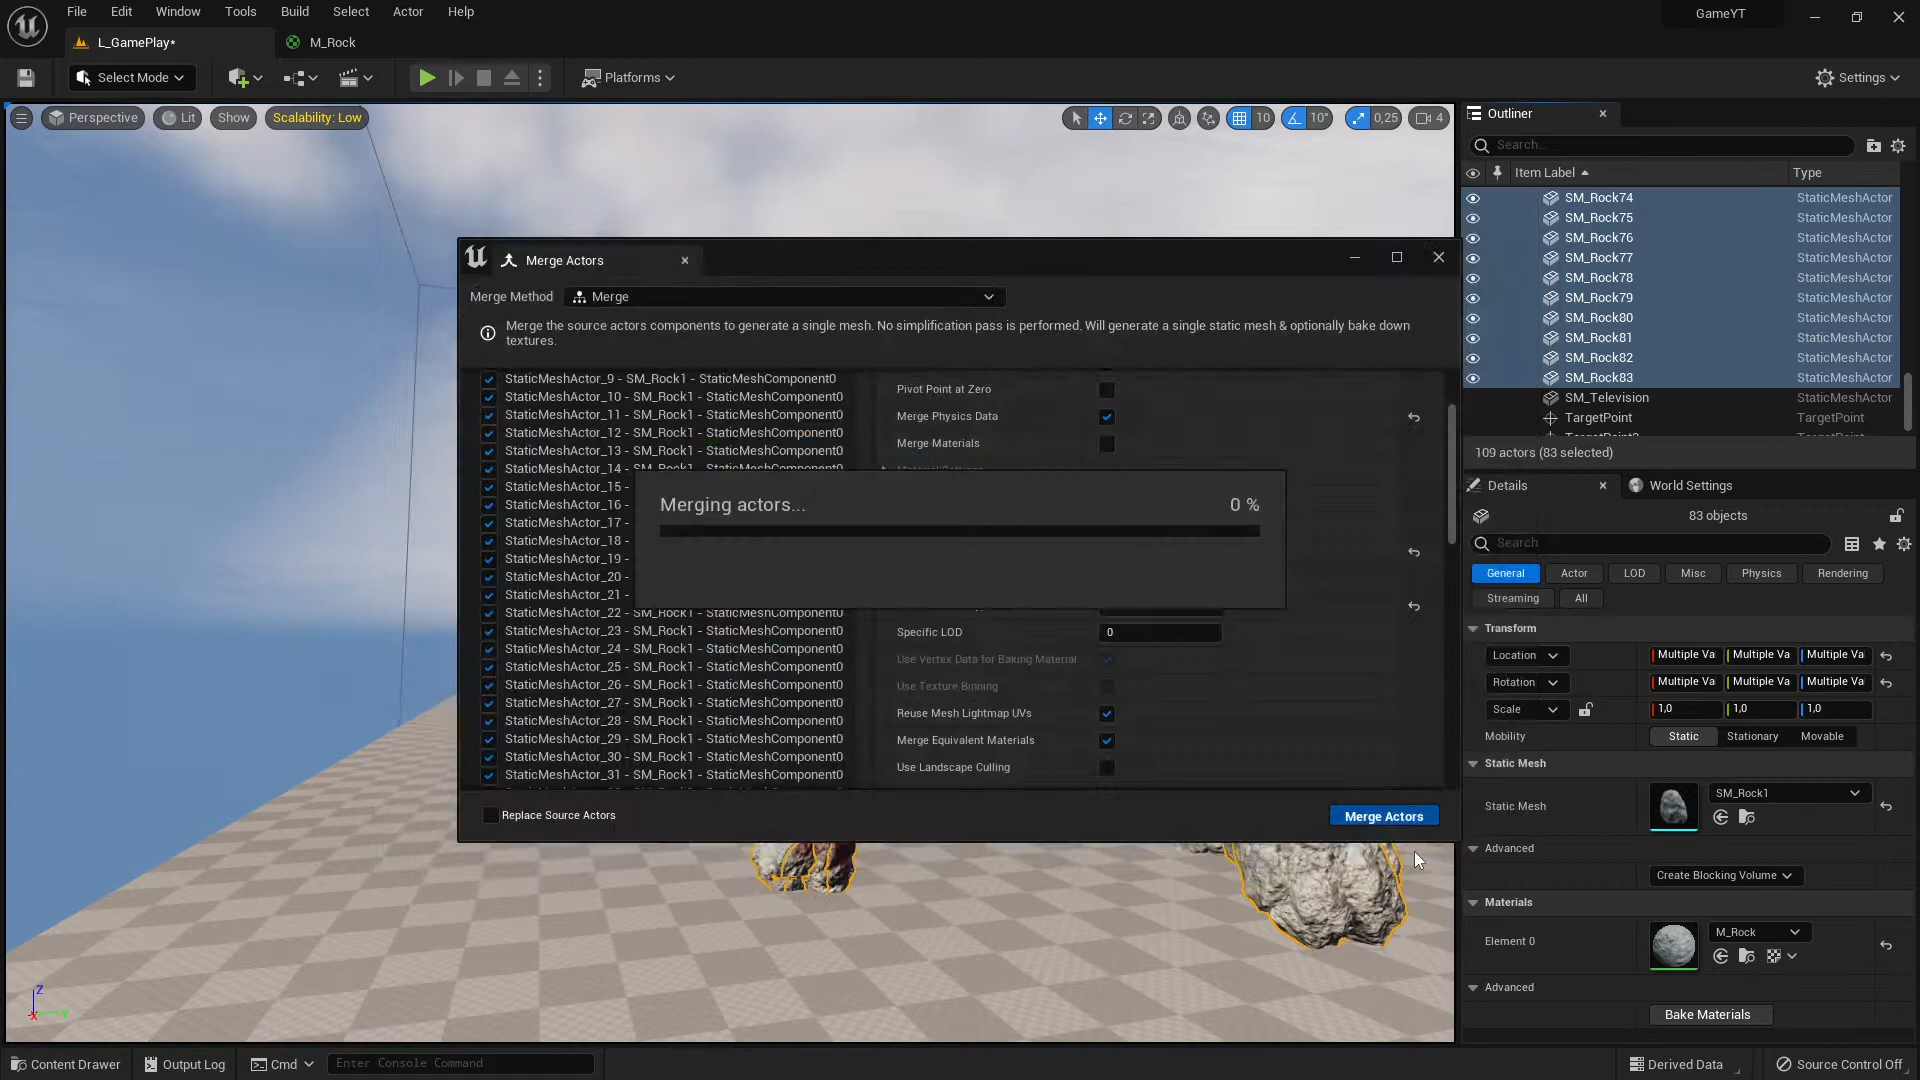 File Edit Window Tools Build Select Actor Help
GameYT
L_GamePlay*
M_Rock
Select Mode
Platforms
Settings
Perspective
Lit
Show
Scalability: Low
10
10°
0,25
4
Outliner
Search...
Item Label
Type
SM_Rock74 StaticMeshActor
SM_Rock75 StaticMeshActor
SM_Rock76 StaticMeshActor
SM_Rock77 StaticMeshActor
SM_Rock78 StaticMeshActor
SM_Rock79 StaticMeshActor
SM_Rock80 StaticMeshActor
SM_Rock81 StaticMeshActor
SM_Rock82 StaticMeshActor
SM_Rock83 StaticMeshActor
SM_Television StaticMeshActor
TargetPoint TargetPoint
109 actors (83 selected)
Merge Actors
Merge Method
Merge
Merge the source actors components to generate a single mesh. No simplification pass is performed. Will generate a single static mesh & optionally bake down
textures.
StaticMeshActor_9 - SM_Rock1 - StaticMeshComponent0
StaticMeshActor_10 - SM_Rock1 - StaticMeshComponent0
StaticMeshActor_11 - SM_Rock1 - StaticMeshComponent0
StaticMeshActor_12 - SM_Rock1 - StaticMeshComponent0
StaticMeshActor_13 - SM_Rock1 - StaticMeshComponent0
StaticMeshActor_14 - SM_Rock1 - StaticMeshComponent0
StaticMeshActor_15 -
StaticMeshActor_16 -
StaticMeshActor_17 -
StaticMeshActor_18 -
StaticMeshActor_19 -
StaticMeshActor_20 -
StaticMeshActor_21 -
StaticMeshActor_22 - SM_Rock1 - StaticMeshComponent0
StaticMeshActor_23 - SM_Rock1 - StaticMeshComponent0
StaticMeshActor_24 - SM_Rock1 - StaticMeshComponent0
StaticMeshActor_25 - SM_Rock1 - StaticMeshComponent0
StaticMeshActor_26 - SM_Rock1 - StaticMeshComponent0
StaticMeshActor_27 - SM_Rock1 - StaticMeshComponent0
StaticMeshActor_28 - SM_Rock1 - StaticMeshComponent0
StaticMeshActor_29 - SM_Rock1 - StaticMeshComponent0
StaticMeshActor_30 - SM_Rock1 - StaticMeshComponent0
StaticMeshActor_31 - SM_Rock1 - StaticMeshComponent0
Pivot Point at Zero
Merge Physics Data
Merge Materials
Merging actors... 0 %
Specific LOD 0
Use Vertex Data for Baking Material
Use Texture Binning
Reuse Mesh Lightmap UVs
Merge Equivalent Materials
Use Landscape Culling
Replace Source Actors
Merge Actors
Details
World Settings
83 objects
Search
General Actor LOD Misc Physics Rendering
Streaming All
Transform
Location Multiple Va Multiple Va Multiple Va
Rotation Multiple Va Multiple Va Multiple Va
Scale 1,0 1,0 1,0
Mobility Static Stationary Movable
Static Mesh
Static Mesh
SM_Rock1
Advanced
Create Blocking Volume
Materials
Element 0
M_Rock
Advanced
Bake Materials
Z
X
Y
Content Drawer
Output Log
Cmd
Enter Console Command
Derived Data
Source Control Off